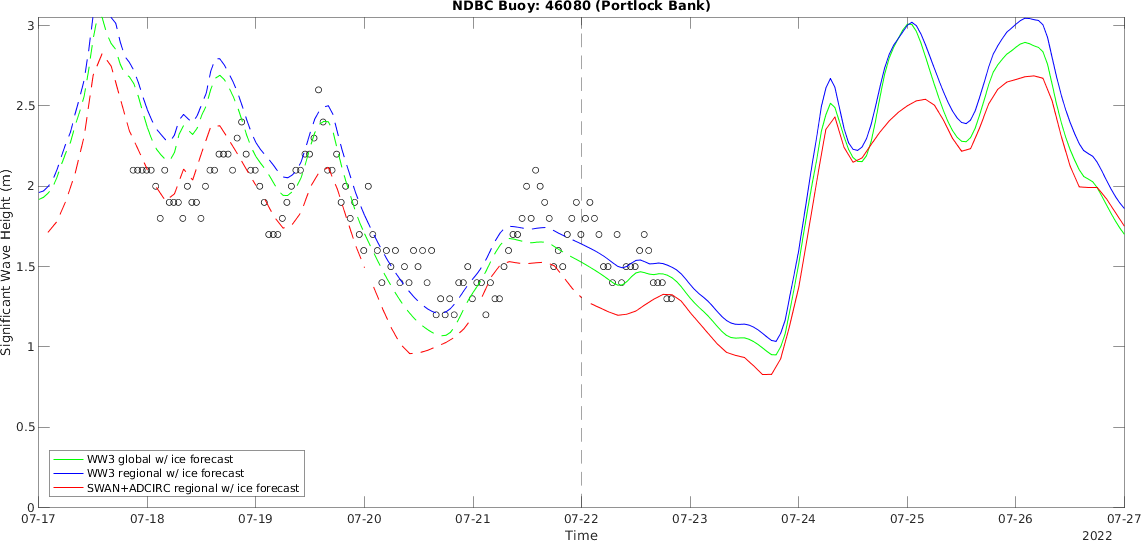 NDBC Buoy: 46080 (Portlock Bank)
3
2.5
2
1.5
1
0.5
0
Significant Wave Height (m)
WW3 global w/ ice forecast
WW3 regional w/ ice forecast
SWAN+ADCIRC regional w/ ice forecast
07-17 07-18 07-19 07-20 07-21 07-22 07-23 07-24 07-25 07-26 07-27
Time
2022